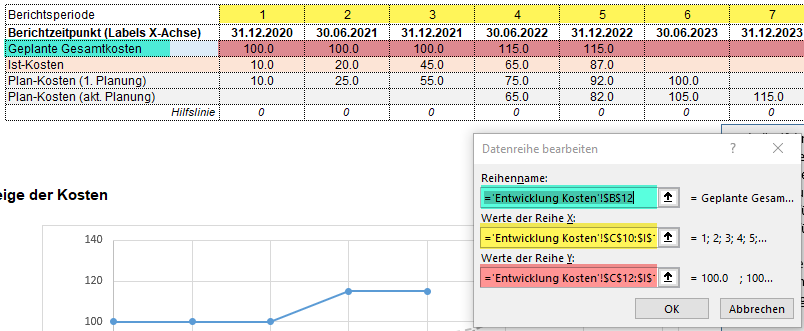 Berichtsperiode 1 2 3 4 5 6 7
Berichtzeitpunkt (Labels X-Achse) 31.12.2020 30.06.2021 31.12.2021 30.06.2022 31.12.2022 30.06.2023 31.12.2023
Geplante Gesamtkosten 100.0 100.0 100.0 115.0 115.0
Ist-Kosten 10.0 20.0 45.0 65.0 87.0
Plan-Kosten (1. Planung) 10.0 25.0 55.0 75.0 92.0 100.0
Plan-Kosten (akt. Planung) 65.0 82.0 105.0 115.0
Hilfslinie 0 0 0 0 0 0 0
eige der Kosten
140
120
100
Datenreihe bearbeiten ?
Reihenname:
='Entwicklung Kosten'!$B$12 = Geplante Gesam...
Werte der Reihe X:
='Entwicklung Kosten'!$C$10:$I$1 = 1; 2; 3; 4; 5;...
Werte der Reihe Y:
='Entwicklung Kosten'!$C$12:$I$1 = 100.0 ; 100...
OK Abbrechen